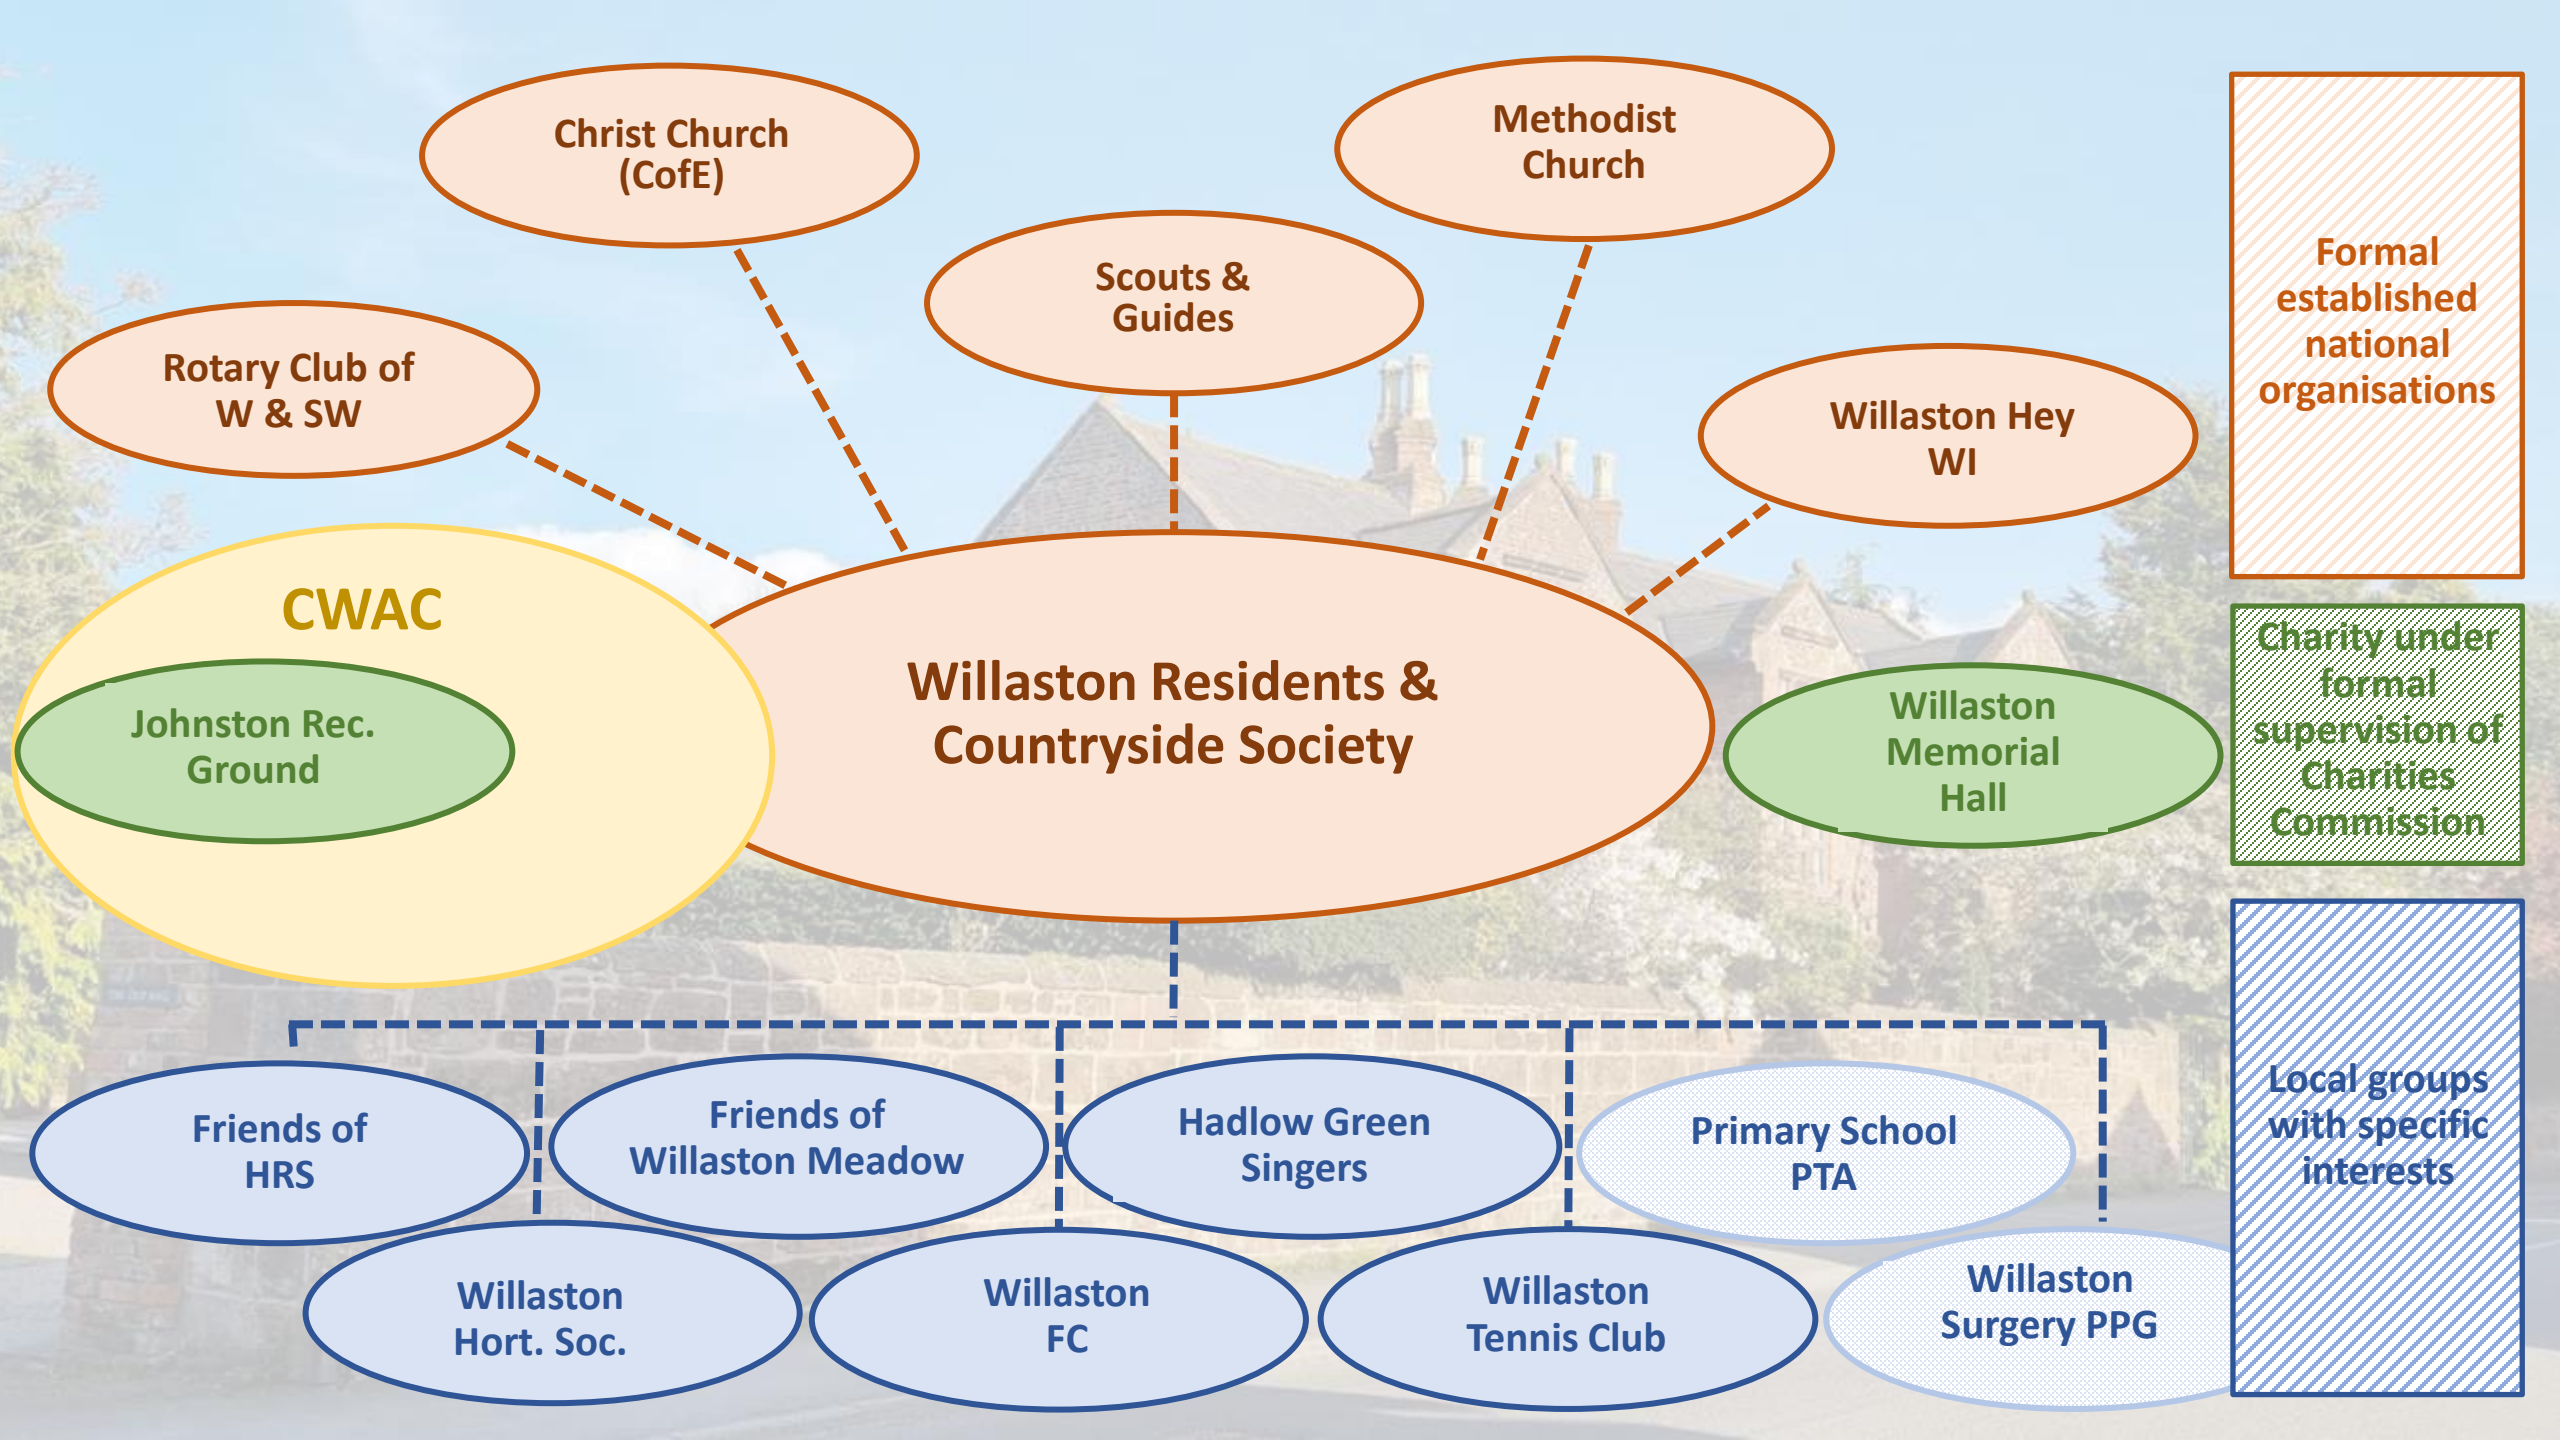 Christ Church
(CofE)
Methodist
Church
Scouts &
Guides
Rotary Club of
W & SW
Willaston Hey
WI
Formal
established
national
organisations
CWAC
Johnston Rec.
Ground
Willaston Residents &
Countryside Society
Willaston
Memorial
Hall
Charity under
formal
supervision of
Charities
Commission
Friends of
HRS
Friends of
Willaston Meadow
Hadlow Green
Singers
Primary School
PTA
Local groups
with specific
interests
Willaston
Hort. Soc.
Willaston
FC
Willaston
Tennis Club
Willaston
Surgery PPG